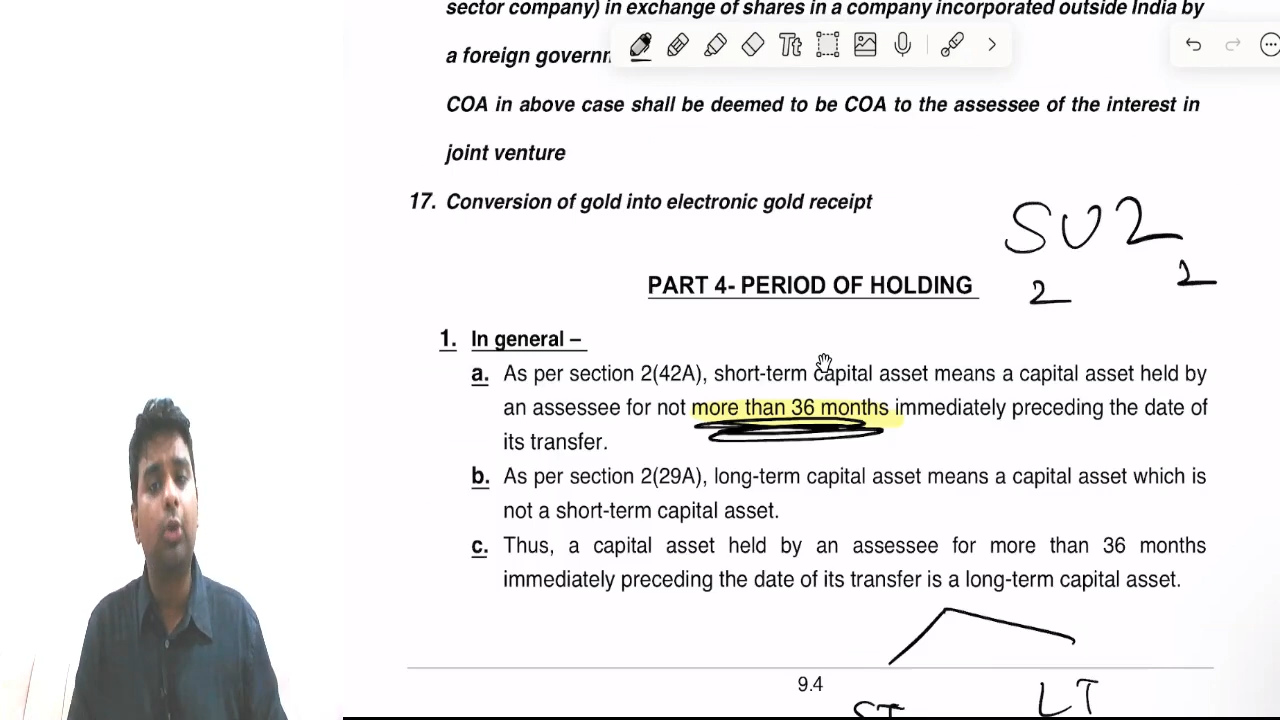 sector company) in exchange of shares in a company incorporated outside India by
a foreign
COA in above case shall be deemed to be COA to the assessee of the interest in
joint venture
17. Conversion of gold into electronic gold receipt
SU2
2 2
PART 4- PERIOD OF HOLDING
1. In general –
a. As per section 2(42A), short-term capital asset means a capital asset held by
an assessee for not more than 36 months immediately preceding the date of
its transfer.
b. As per section 2(29A), long-term capital asset means a capital asset which is
not a short-term capital asset.
c. Thus, a capital asset held by an assessee for more than 36 months
immediately preceding the date of its transfer is a long-term capital asset.
9.4
ST LT